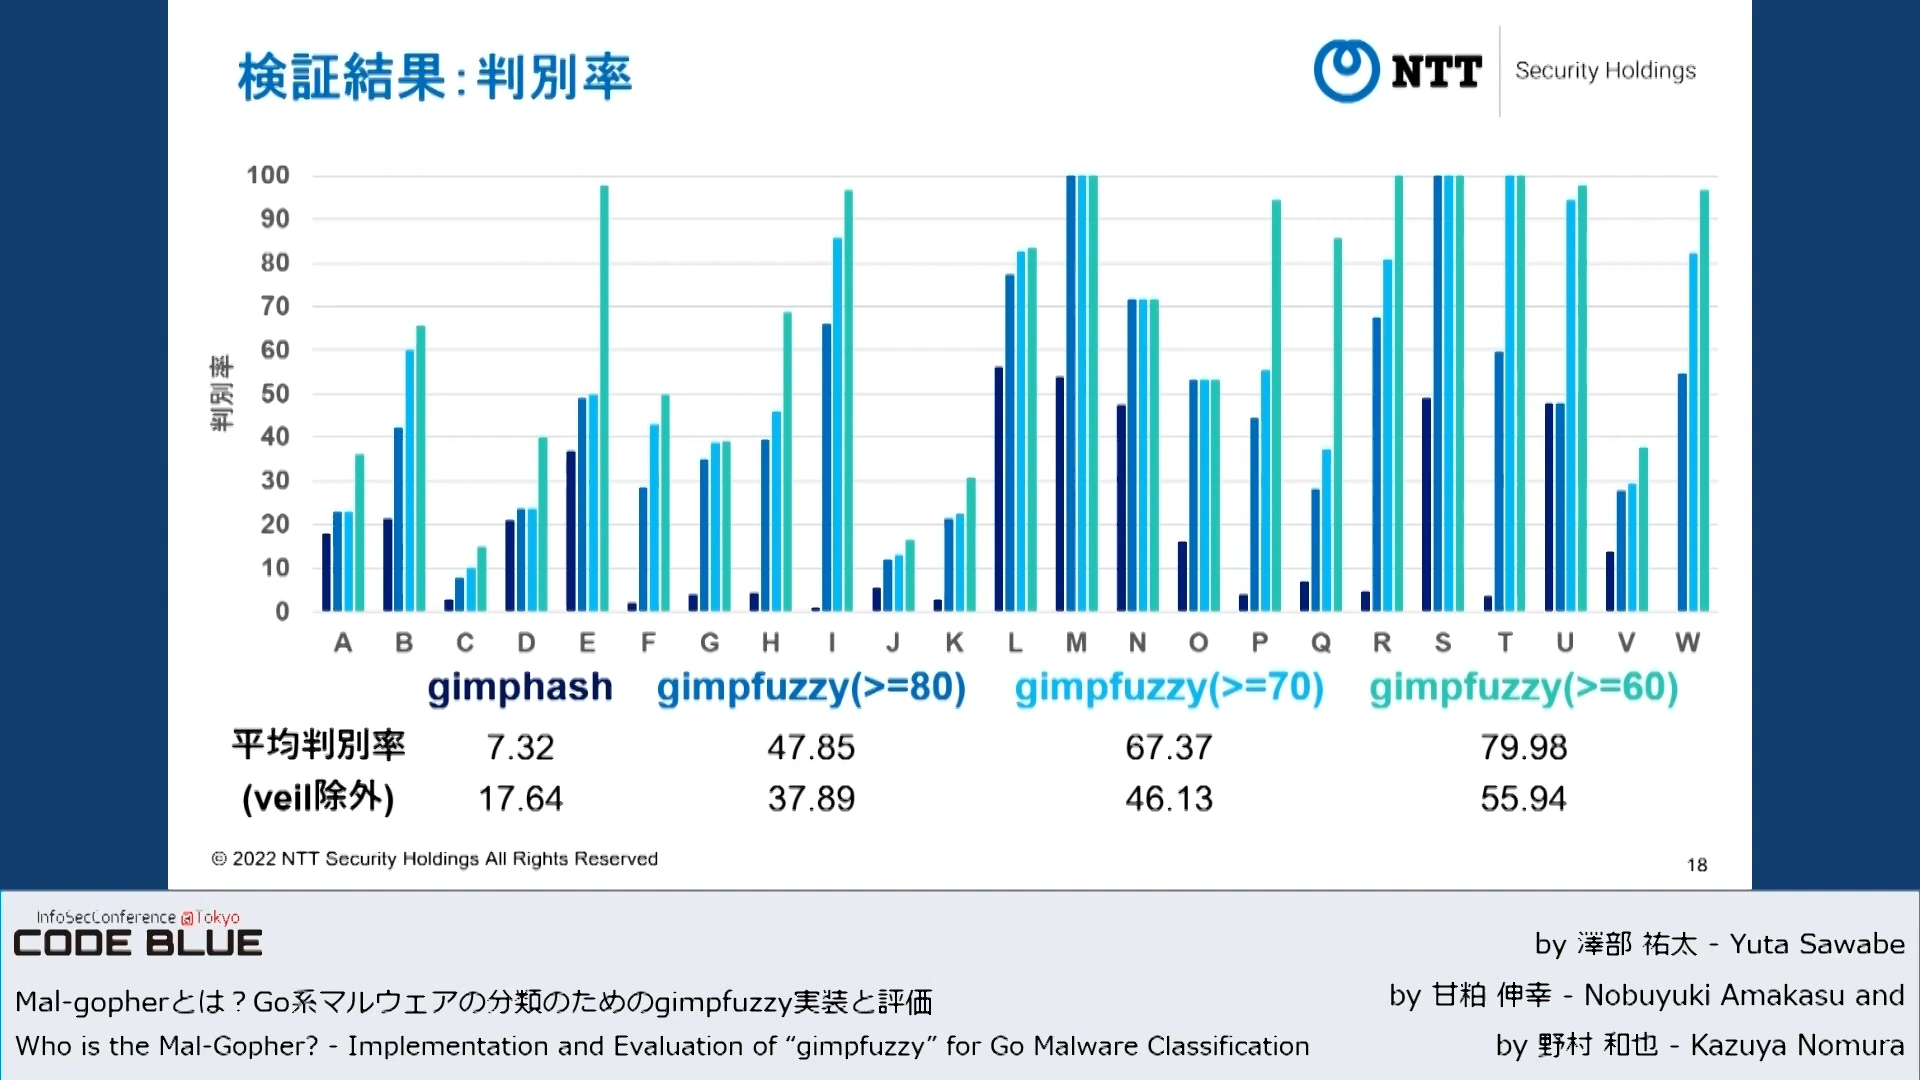 検証結果：判別率
NTT
Security Holdings
判別率
100
90
80
70
60
50
40
30
20
10
0
A B C D E F G H I J K L M N O P Q R S T U V W
gimphash gimpfuzzy(>=80) gimpfuzzy(>=70) gimpfuzzy(>=60)
平均判別率 7.32 47.85 67.37 79.98
(veil除外) 17.64 37.89 46.13 55.94
© 2022 NTT Security Holdings All Rights Reserved
18
InfoSecConference @Tokyo
CODE BLUE
Mal-gopherとは？Go系マルウェアの分類のためのgimpfuzzy実装と評価
Who is the Mal-Gopher? - Implementation and Evaluation of “gimpfuzzy” for Go Malware Classification
by 澤部 祐太 - Yuta Sawabe
by 甘粕 伸幸 - Nobuyuki Amakasu and
by 野村 和也 - Kazuya Nomura